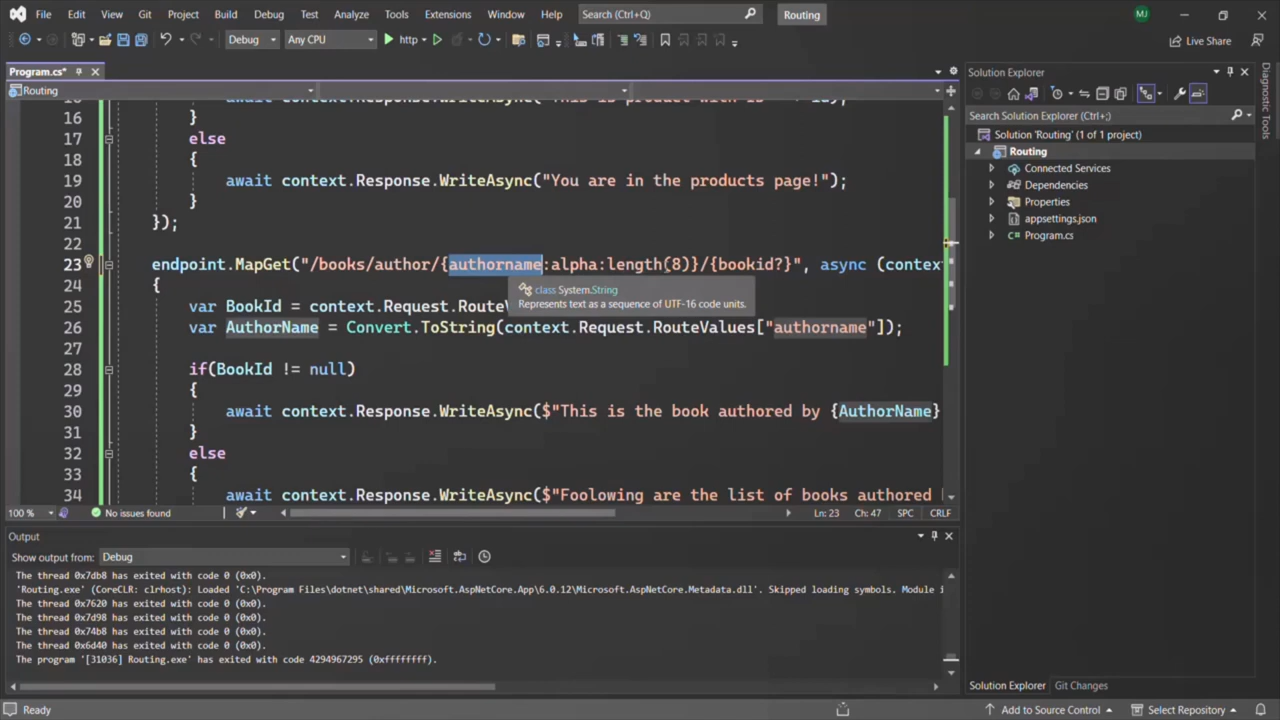 File Edit View Git Project Build Debug Test Analyze Tools Extensions Window Help Search (Ctrl+Q) Routing MJ
Debug Any CPU http Live Share
Program.cs*
Routing
16 }
17 else
18 {
19 await context.Response.WriteAsync("You are in the products page!");
20 }
21 });
22
23 endpoint.MapGet("/books/author/{authorname:alpha:length(8)}/{bookid?}", async (contex
24 {
class System.String
Represents text as a sequence of UTF-16 code units.
25 var BookId = context.Request.RouteV
26 var AuthorName = Convert.ToString(context.Request.RouteValues["authorname"]);
27
28 if(BookId != null)
29 {
30 await context.Response.WriteAsync($"This is the book authored by {AuthorName}
31 }
32 else
33 {
34 await context.Response.WriteAsync($"Foolowing are the list of books authored
100 % No issues found Ln: 23 Ch: 47 SPC CRLF
Output
Show output from: Debug
The thread 0x7db8 has exited with code 0 (0x0).
'Routing.exe' (CoreCLR: clrhost): Loaded 'C:\Program Files\dotnet\shared\Microsoft.AspNetCore.App\6.0.12\Microsoft.AspNetCore.Metadata.dll'. Skipped loading symbols. Module i
The thread 0x7620 has exited with code 0 (0x0).
The thread 0x7d98 has exited with code 0 (0x0).
The thread 0x74b8 has exited with code 0 (0x0).
The thread 0x6d40 has exited with code 0 (0x0).
The program '[31036] Routing.exe' has exited with code 4294967295 (0xffffffff).
Solution Explorer
Search Solution Explorer (Ctrl+;)
Solution 'Routing' (1 of 1 project)
Routing
Connected Services
Dependencies
Properties
appsettings.json
Program.cs
Diagnostic Tools
Solution Explorer Git Changes
Ready Add to Source Control Select Repository